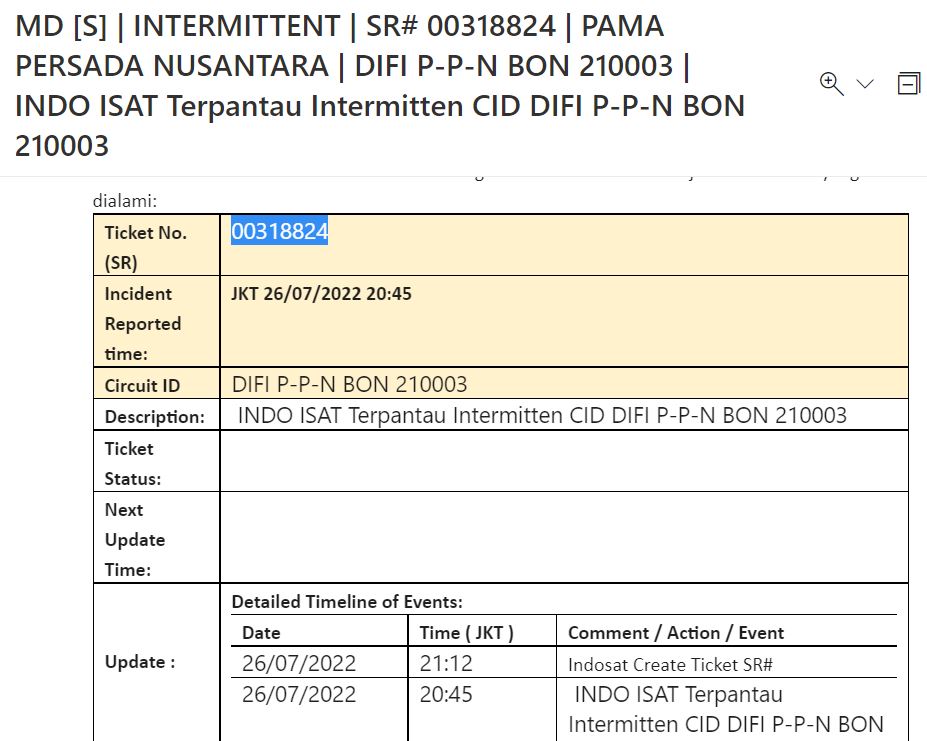 MD [S] | INTERMITTENT | SR# 00318824 | PAMA
PERSADA NUSANTARA | DIFI P-P-N BON 210003 |
INDO ISAT Terpantau Intermitten CID DIFI P-P-N BON
210003
dialami:
Ticket No. 00318824
(SR)
Incident JKT 26/07/2022 20:45
Reported
time:
Circuit ID DIFI P-P-N BON 210003
Description: INDO ISAT Terpantau Intermitten CID DIFI P-P-N BON 210003
Ticket
Status:
Next
Update
Time:
Update :
Detailed Timeline of Events:
Date Time ( JKT ) Comment / Action / Event
26/07/2022 21:12 Indosat Create Ticket SR#
26/07/2022 20:45 INDO ISAT Terpantau
Intermitten CID DIFI P-P-N BON